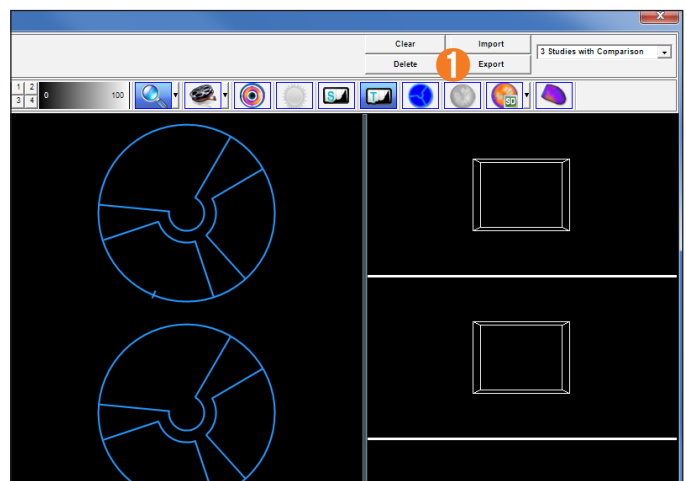 Clear Import
3 Studies with Comparison
Delete 1 Export
1 2
3 4
0 100
S T SD